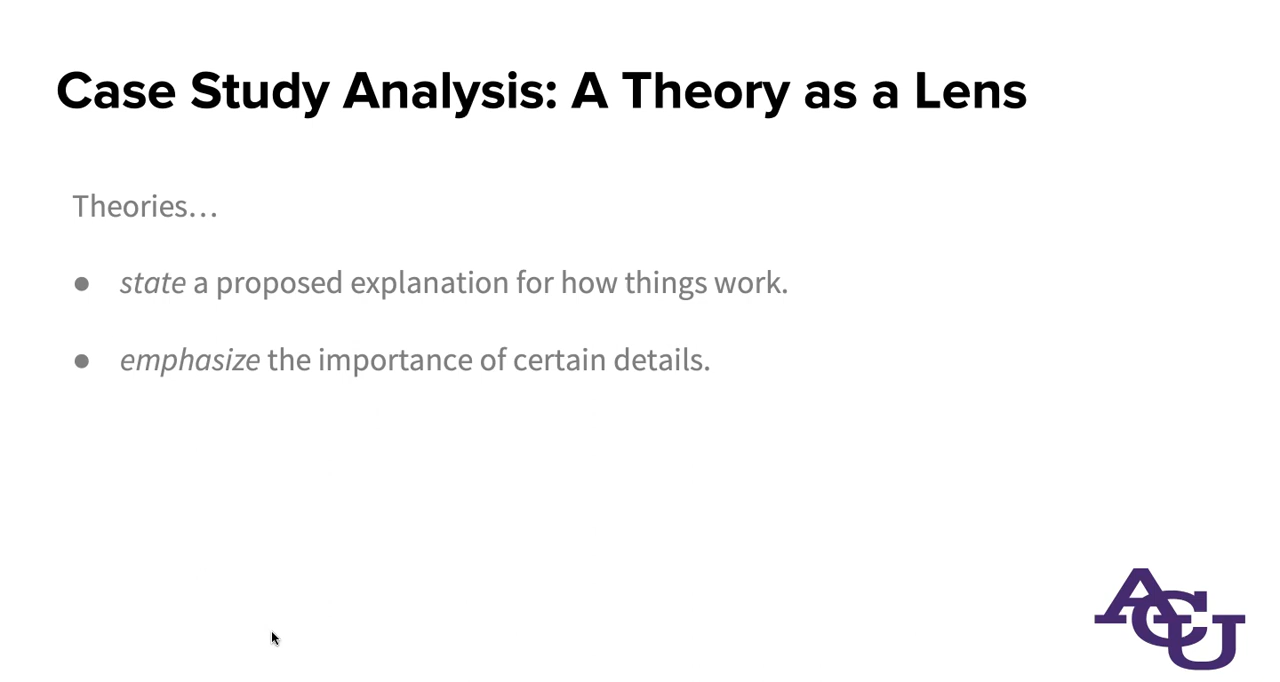 Case Study Analysis: A Theory as a Lens
Theories…
● state a proposed explanation for how things work.
● emphasize the importance of certain details.
ACU